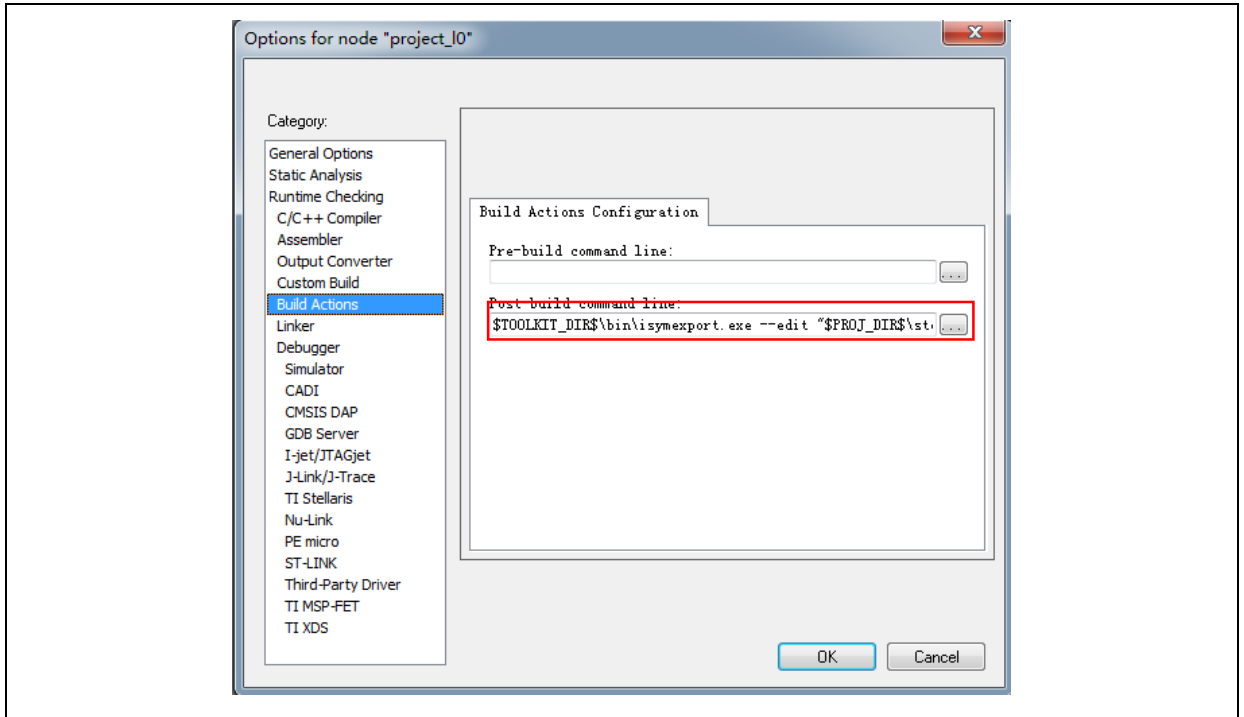 Options for node "project_l0"
Category:
General Options
Static Analysis
Runtime Checking
C/C++ Compiler
Assembler
Output Converter
Custom Build
Build Actions
Linker
Debugger
Simulator
CADI
CMSIS DAP
GDB Server
I-jet/JTAGjet
J-Link/J-Trace
TI Stellaris
Nu-Link
PE micro
ST-LINK
Third-Party Driver
TI MSP-FET
TI XDS
Build Actions Configuration
Pre-build command line:
...
Post-build command line:
$TOOLKIT_DIR$\bin\isymexport.exe --edit "$PROJ_DIR$\st ...
OK Cancel